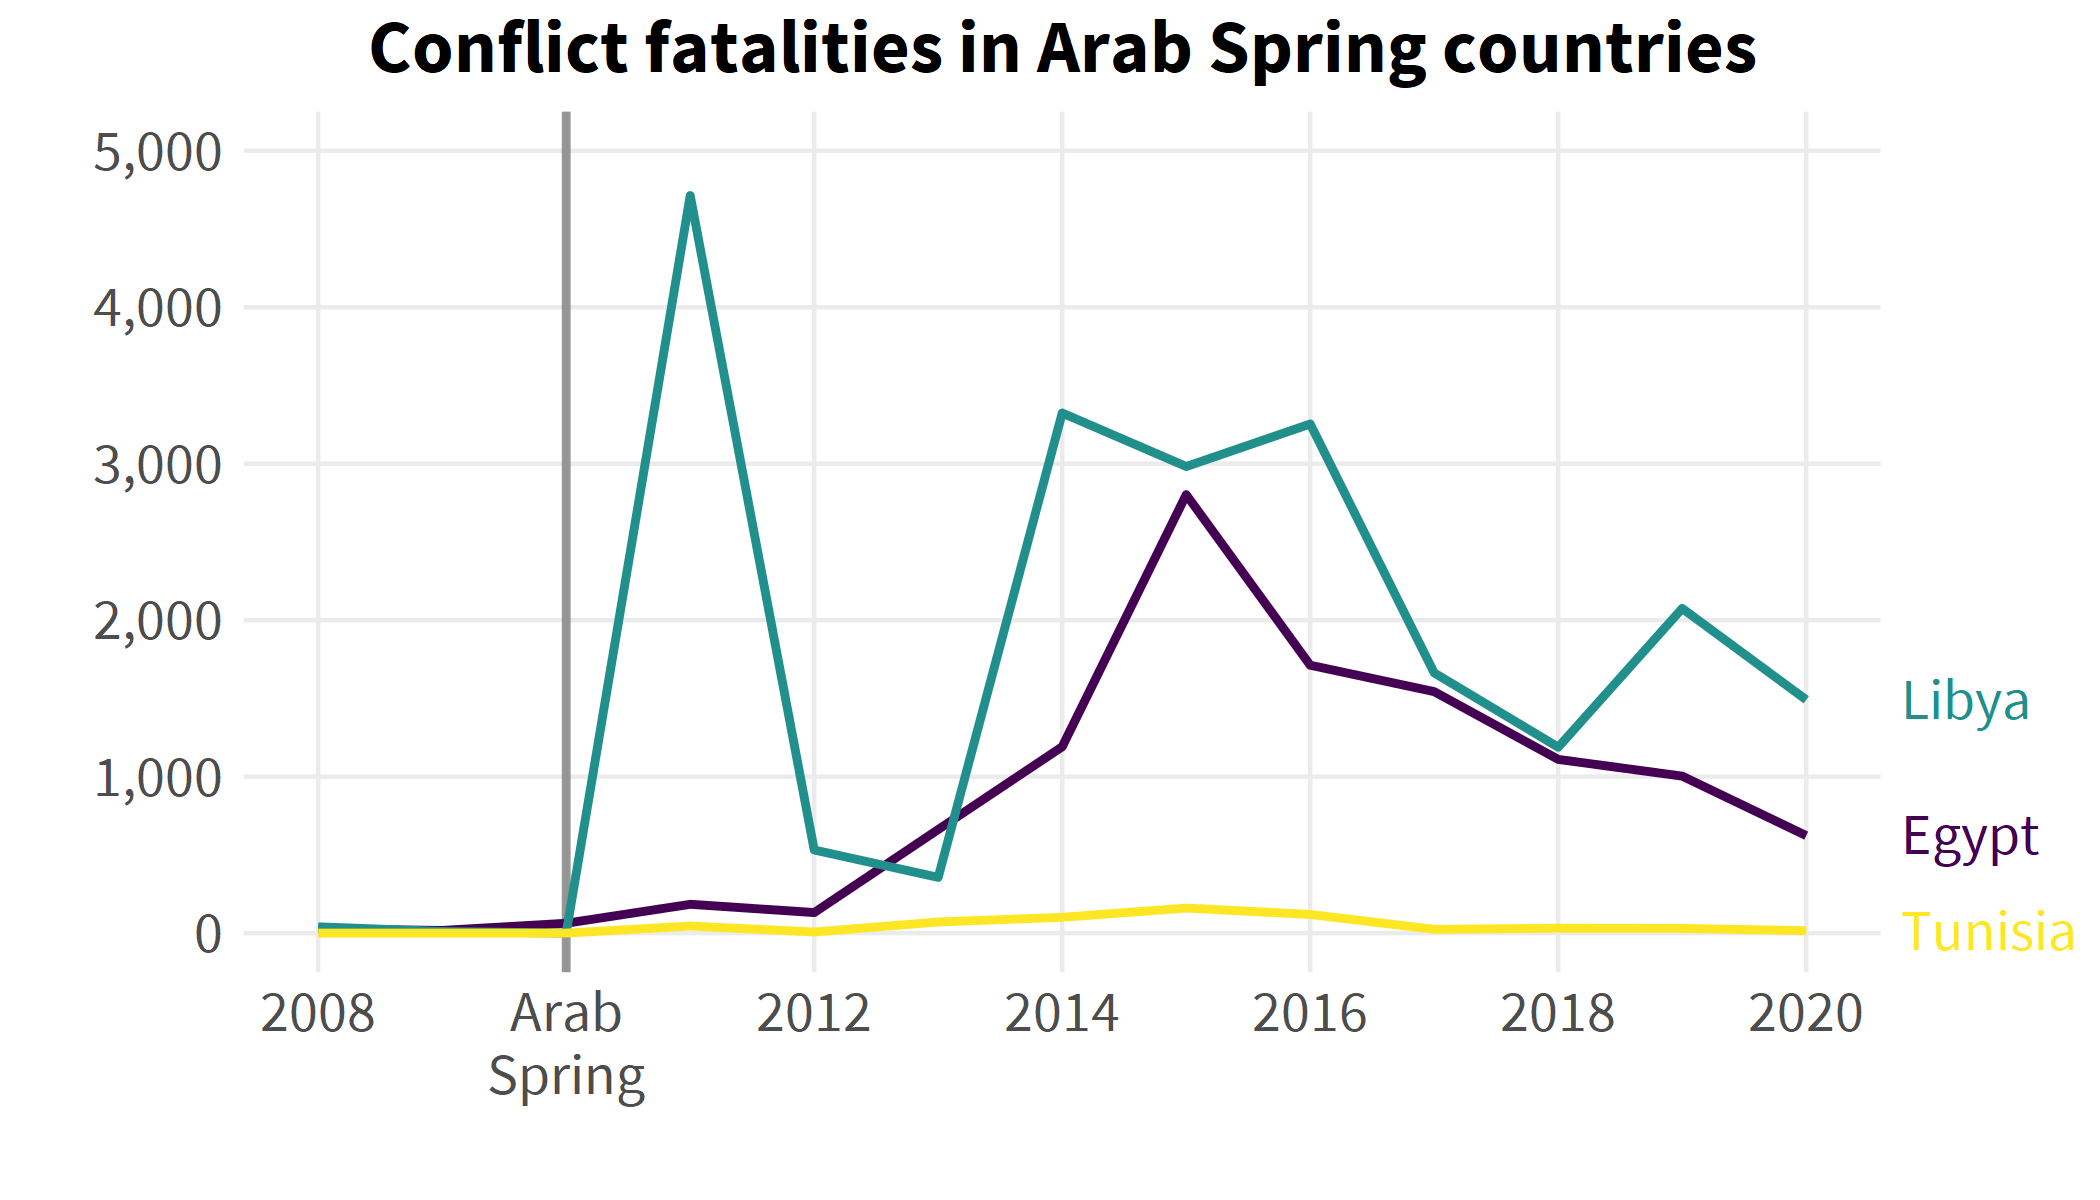 Conflict fatalities in Arab Spring countries
5,000
4,000
3,000
2,000
1,000
0
Libya
Egypt
Tunisia
2008 Arab 2012 2014 2016 2018 2020
Spring